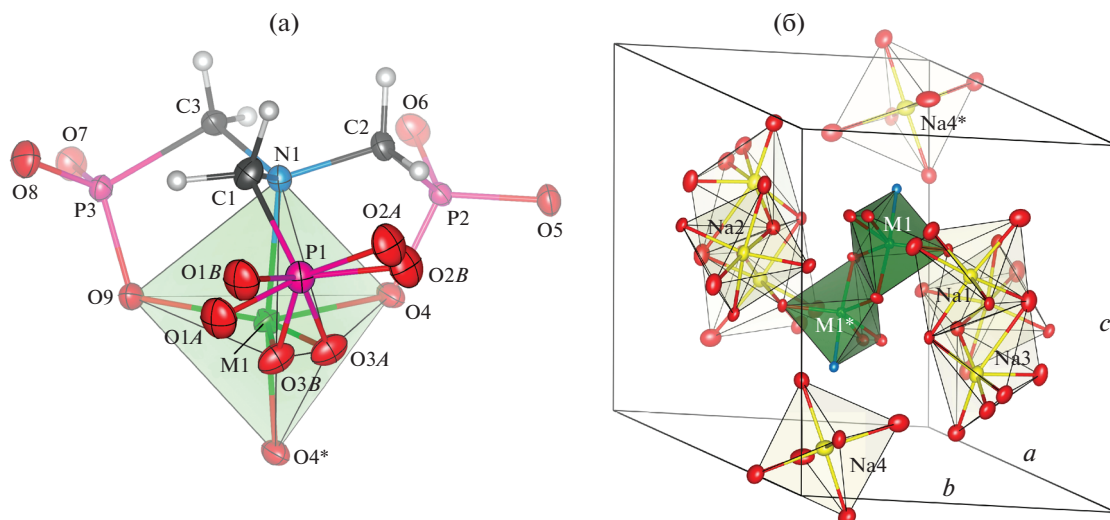 (а)
(б)
C3
O6
C2
O7
N1
O8
C1
O2A
P3
P2
O5
P1
O1B
O2B
O9
O4
O1A
M1
O3A
O3B
O4*
Na4*
Na2
M1
Na1
M1*
c
Na3
a
Na4
b